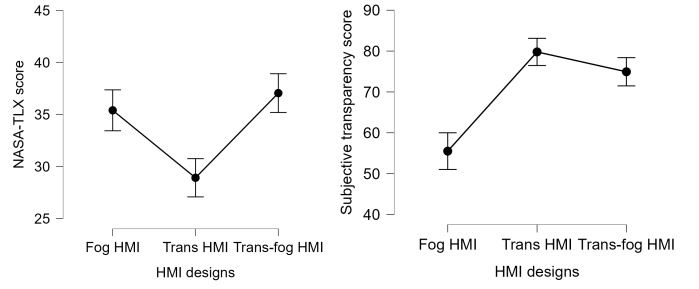 NASA-TLX score
45
40
35
30
25
Fog HMI Trans HMI Trans-fog HMI
HMI designs
Subjective transparency score
90
80
70
60
50
40
Fog HMI Trans HMI Trans-fog HMI
HMI designs